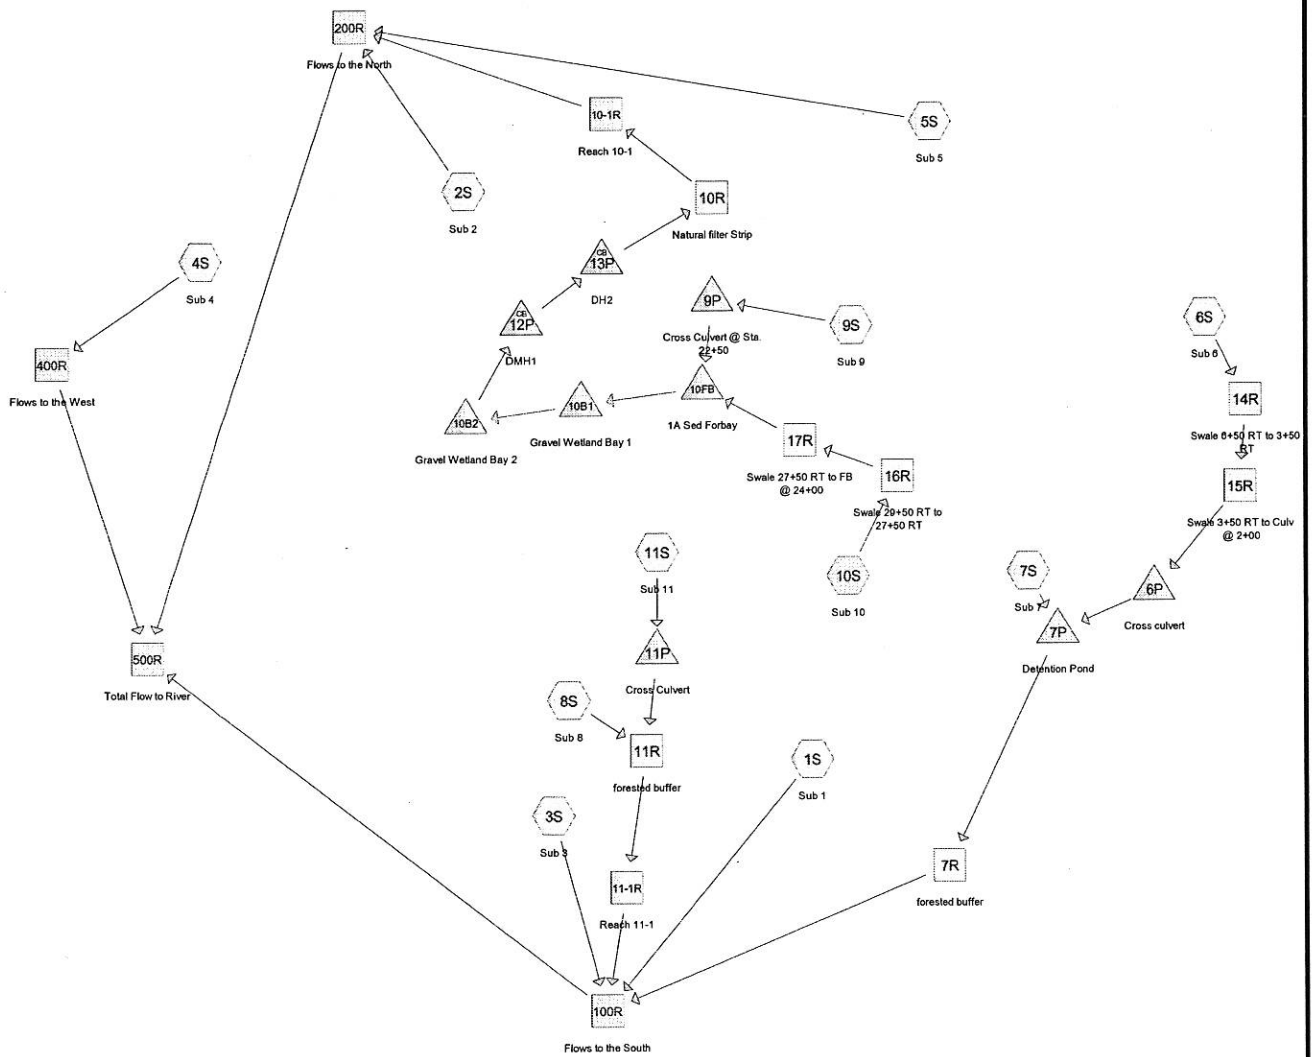 200R
Flows to the North
10-1R
Reach 10-1
5S
Sub 5
2S
Sub 2
10R
Natural filter Strip
4S
Sub 4
CB
13P
DH2
9P
Cross Culvert @ Sta.
22+50
9S
Sub 9
6S
Sub 6
CB
12P
DMH1
400R
Flows to the West
10FB
1A Sed Forbay
10B1
Gravel Wetland Bay 1
10B2
Gravel Wetland Bay 2
14R
Swale 6+50 RT to 3+50
RT
17R
Swale 27+50 RT to FB
@ 24+00
16R
Swale 29+50 RT to
27+50 RT
15R
Swale 3+50 RT to Culv
@ 2+00
11S
Sub 11
10S
Sub 10
7S
Sub 7
6P
Cross culvert
7P
Detention Pond
500R
Total Flow to River
11P
Cross Culvert
8S
Sub 8
11R
forested buffer
1S
Sub 1
3S
Sub 3
7R
forested buffer
11-1R
Reach 11-1
100R
Flows to the South